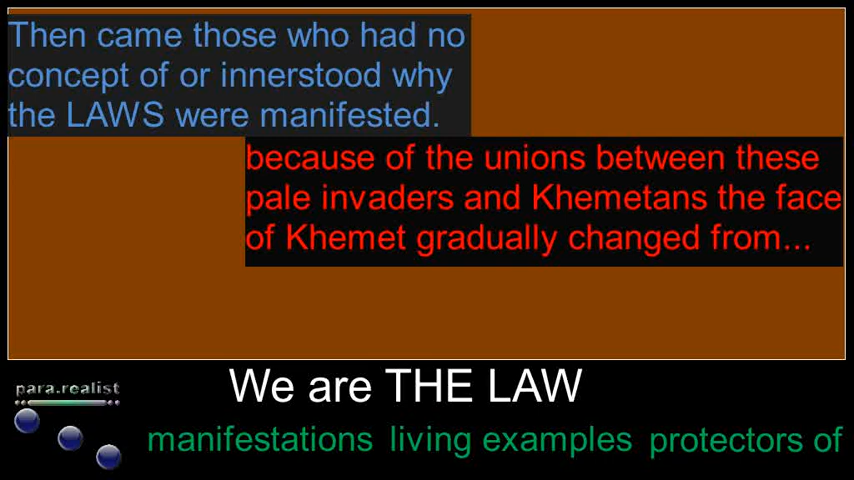 Then came those who had no
concept of or innerstood why
the LAWS were manifested.
because of the unions between these
pale invaders and Khemetans the face
of Khemet gradually changed from...
We are THE LAW
para.realist
manifestations living examples protectors of